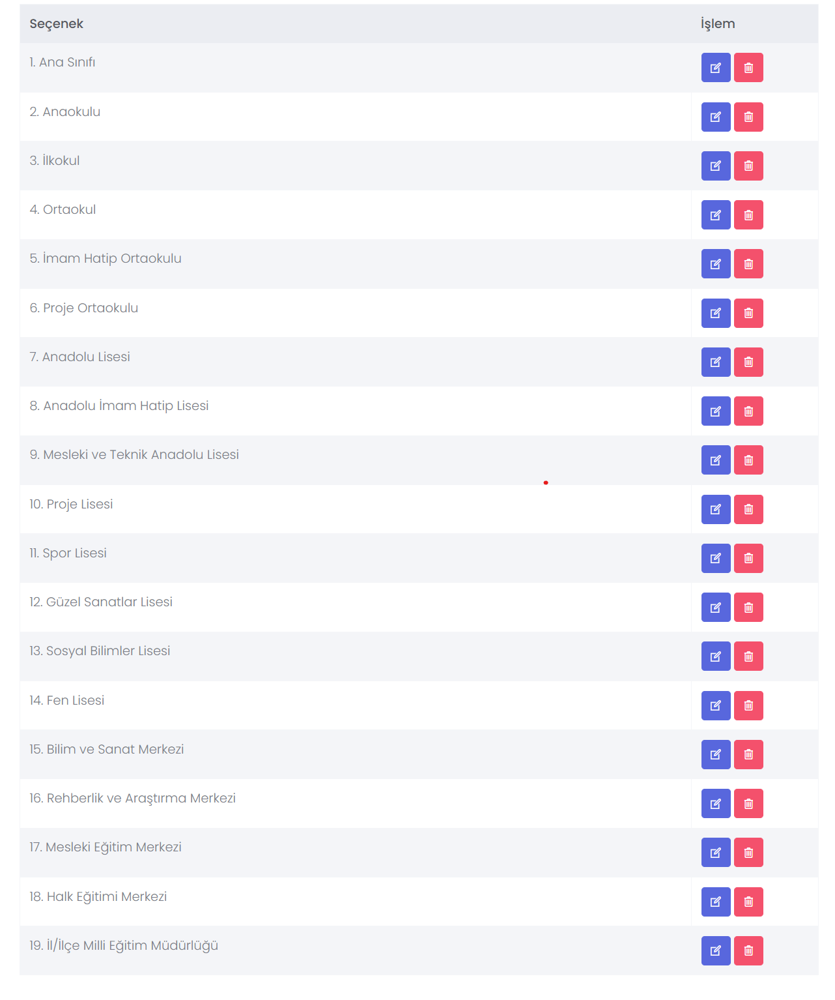 Seçenek İşlem
1. Ana Sınıfı
2. Anaokulu
3. İlkokul
4. Ortaokul
5. İmam Hatip Ortaokulu
6. Proje Ortaokulu
7. Anadolu Lisesi
8. Anadolu İmam Hatip Lisesi
9. Mesleki ve Teknik Anadolu Lisesi
10. Proje Lisesi
11. Spor Lisesi
12. Güzel Sanatlar Lisesi
13. Sosyal Bilimler Lisesi
14. Fen Lisesi
15. Bilim ve Sanat Merkezi
16. Rehberlik ve Araştırma Merkezi
17. Mesleki Eğitim Merkezi
18. Halk Eğitimi Merkezi
19. İl/İlçe Milli Eğitim Müdürlüğü